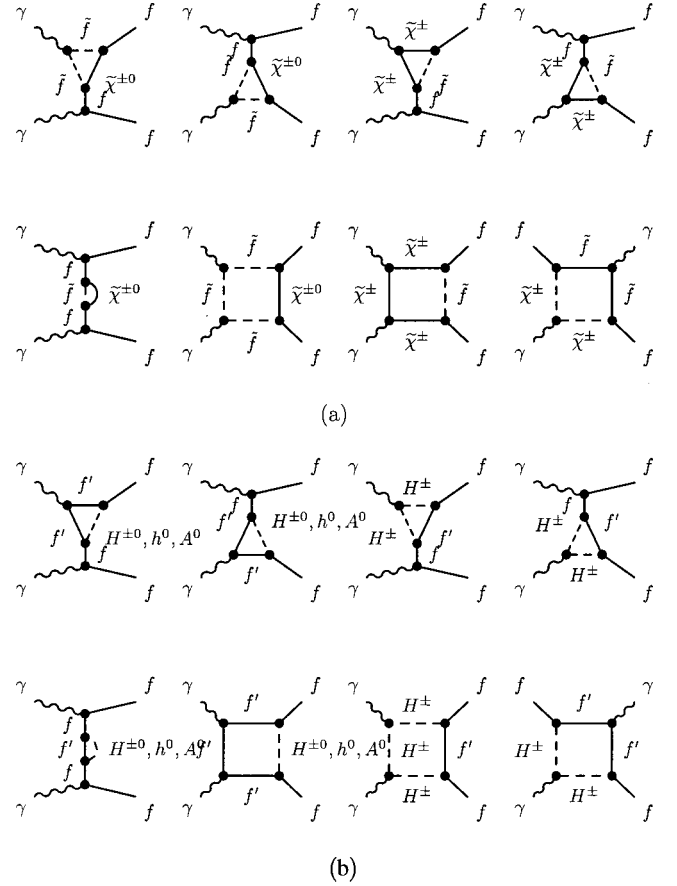 γ f γ f γ f γ f
f̃ f χ̃± f
f̃ χ̃±0 f̃ χ̃±0 χ̃± f̃ χ̃± f̃
f f̃ f χ̃±
γ f γ f γ f γ f
γ f γ f γ f f γ
f f̃ χ̃± f̃
f̃ χ̃±0 f̃ χ̃±0 χ̃± f̃ χ̃± f̃
f f̃ χ̃± χ̃±
γ f γ f γ f γ f
(a)
γ f γ f γ f γ f
f′ f H± f
f′ H±0, h0, A0 f′ H±0, h0, A0 H± f′ H± f′
f f′ f H±
γ f γ f γ f γ f
γ f γ f γ f f γ
f f′ H± f′
f′ H±0, h0, A0 f′ H±0, h0, A0 H± f′ H± f′
f f′ H± H±
γ f γ f γ f γ f
(b)